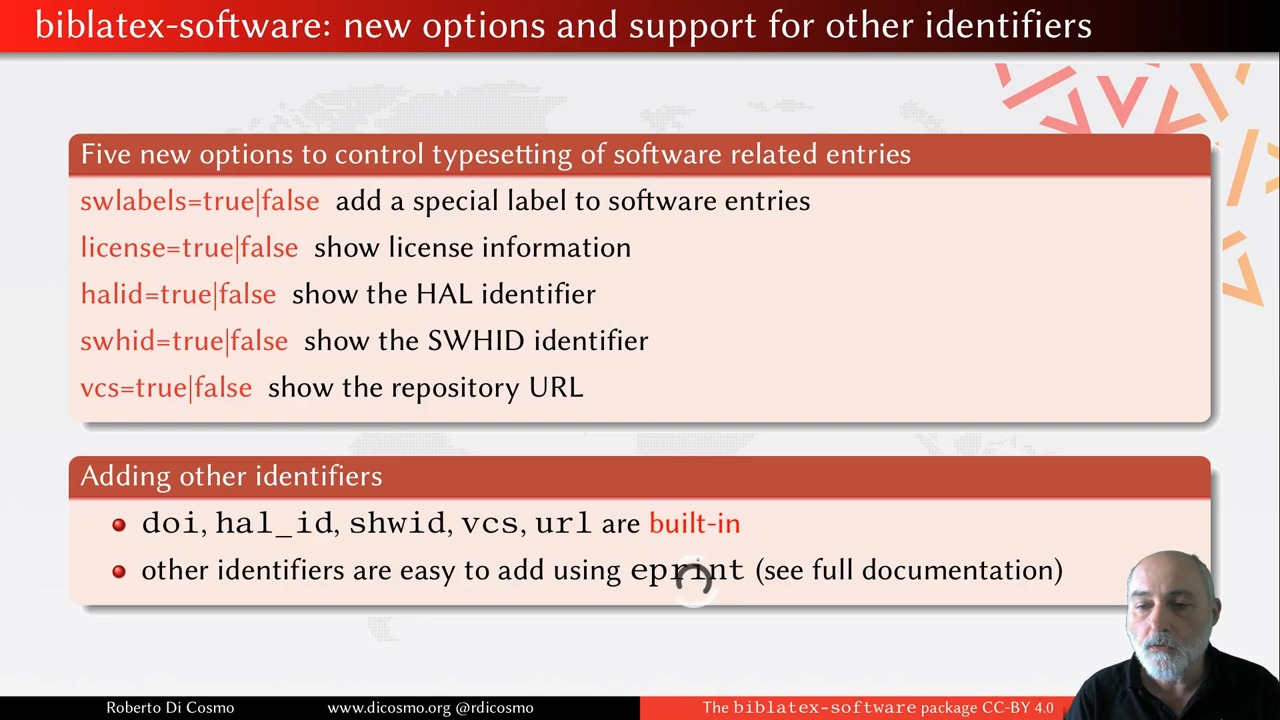 biblatex-software: new options and support for other identifiers
Five new options to control typesetting of software related entries
swlabels=true|false add a special label to software entries
license=true|false show license information
halid=true|false show the HAL identifier
swhid=true|false show the SWHID identifier
vcs=true|false show the repository URL
Adding other identifiers
doi, hal_id, shwid, vcs, url are built-in
other identifiers are easy to add using eprint (see full documentation)
Roberto Di Cosmo www.dicosmo.org @rdicosmo The biblatex-software package CC-BY 4.0